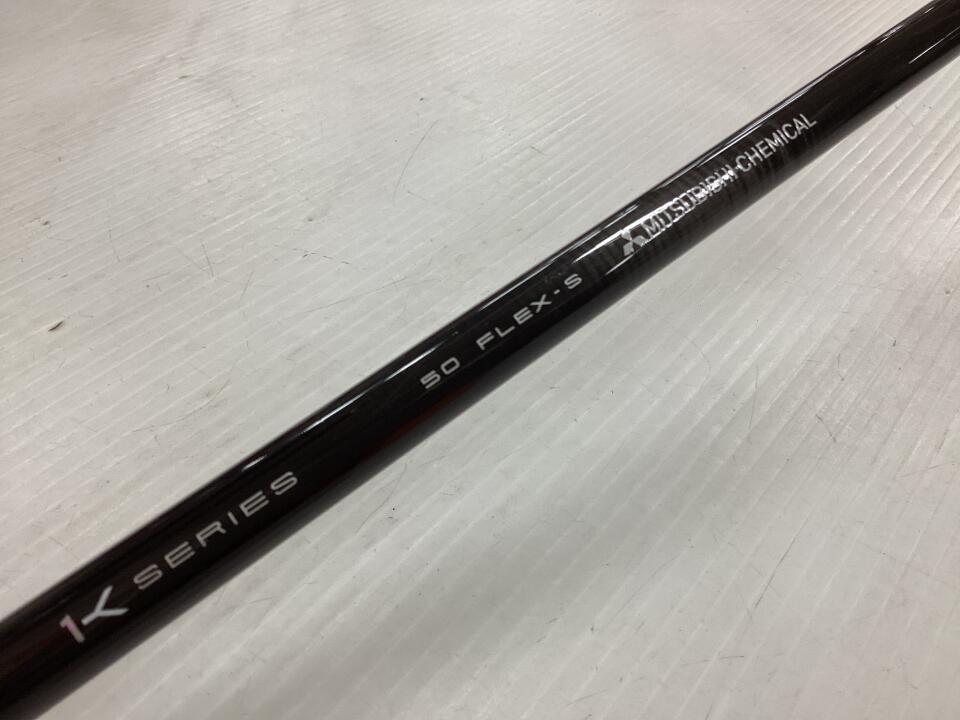 1K SERIES
50 FLEX-S
MITSUBISHI CHEMICAL